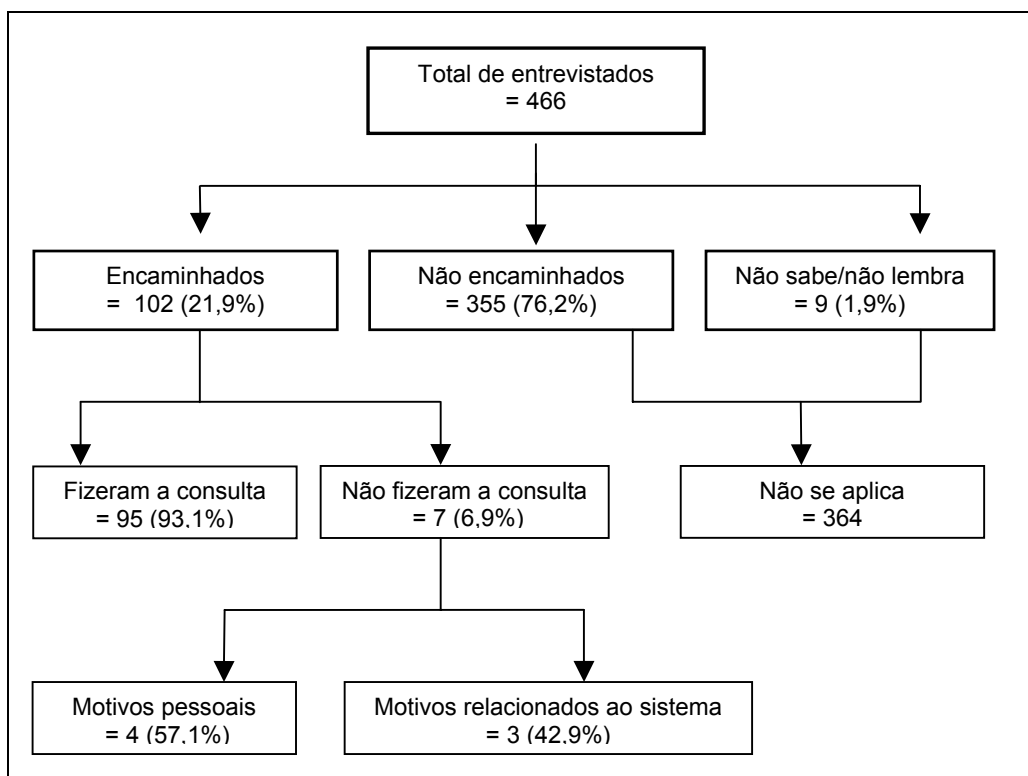 Total de entrevistados
= 466
Encaminhados
= 102 (21,9%)
Não encaminhados
= 355 (76,2%)
Não sabe/não lembra
= 9 (1,9%)
Fizeram a consulta
= 95 (93,1%)
Não fizeram a consulta
= 7 (6,9%)
Não se aplica
= 364
Motivos pessoais
= 4 (57,1%)
Motivos relacionados ao sistema
= 3 (42,9%)